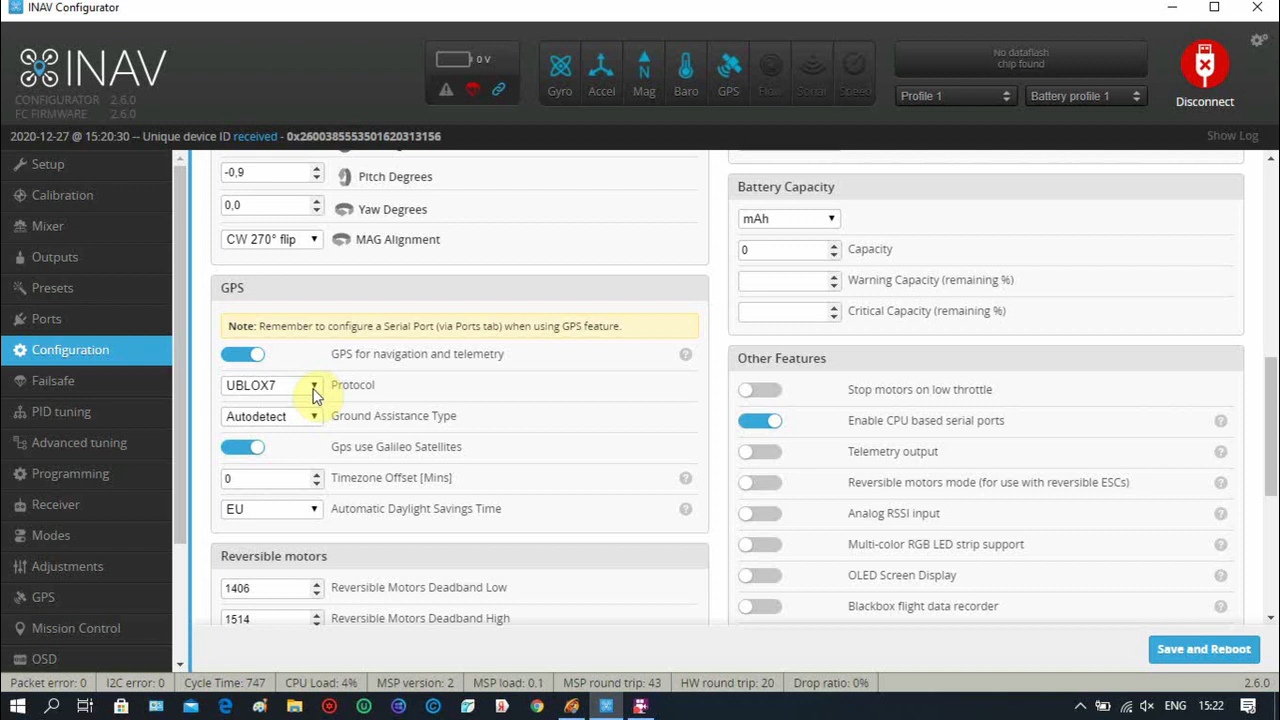 INAV Configurator
INAV
CONFIGURATOR 2.6.0
FC FIRMWARE 2.6.0
0 V
Gyro
Accel
Mag
Baro
GPS
Flow
Sonar
Speed
No dataflash
chip found
Profile 1
Battery profile 1
Disconnect
2020-12-27 @ 15:20:30 -- Unique device ID received - 0x2600385553501620313156
Show Log
Setup
Calibration
Mixer
Outputs
Presets
Ports
Configuration
Failsafe
PID tuning
Advanced tuning
Programming
Receiver
Modes
Adjustments
GPS
Mission Control
OSD
-0,9 Pitch Degrees
0,0 Yaw Degrees
CW 270° flip MAG Alignment
GPS
Note: Remember to configure a Serial Port (via Ports tab) when using GPS feature.
GPS for navigation and telemetry
UBLOX7 Protocol
Autodetect Ground Assistance Type
Gps use Galileo Satellites
0 Timezone Offset [Mins]
EU Automatic Daylight Savings Time
Reversible motors
1406 Reversible Motors Deadband Low
1514 Reversible Motors Deadband High
Battery Capacity
mAh
0 Capacity
Warning Capacity (remaining %)
Critical Capacity (remaining %)
Other Features
Stop motors on low throttle
Enable CPU based serial ports
Telemetry output
Reversible motors mode (for use with reversible ESCs)
Analog RSSI input
Multi-color RGB LED strip support
OLED Screen Display
Blackbox flight data recorder
Save and Reboot
Packet error: 0 I2C error: 0 Cycle Time: 747 CPU Load: 4% MSP version: 2 MSP load: 0.1 MSP round trip: 43 HW round trip: 20 Drop ratio: 0% 2.6.0
ENG 15:22